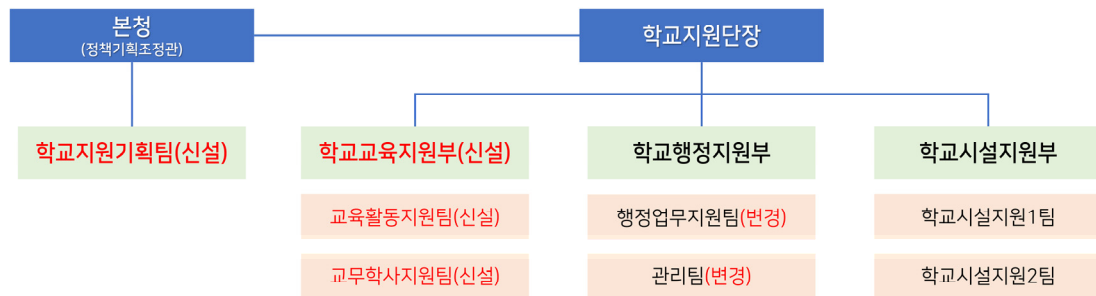 본청
(정책기획조정관)
학교지원단장
학교지원기획팀(신설)
학교교육지원부(신설)
학교행정지원부
학교시설지원부
교육활동지원팀(신실)
행정업무지원팀(번경)
학교시설지원1팀
교무학사지원팀(신설)
관리팀(변경)
학교시설지원2팀